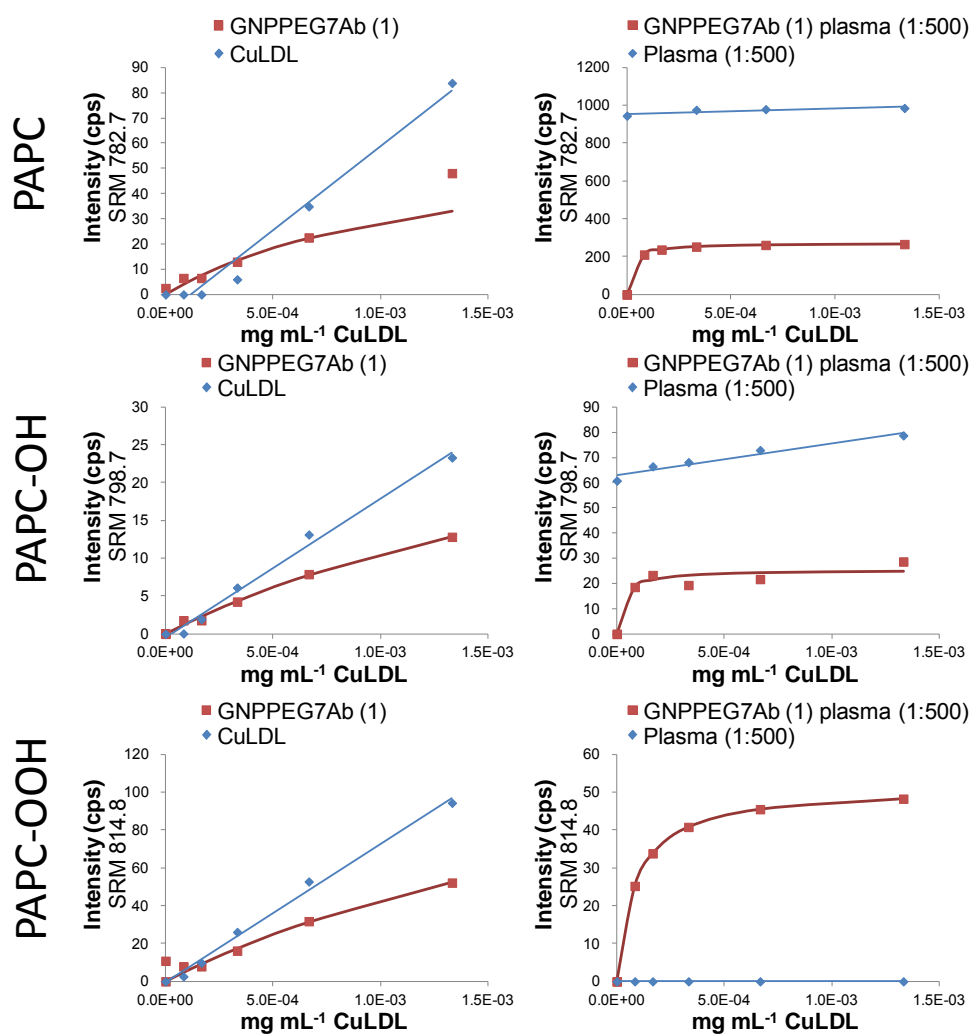 PAPC
GNPPEG7Ab (1)
CuLDL
Intensity (cps)
SRM 782.7
90
80
70
60
50
40
30
20
10
0
0.0E+00 5.0E-04 1.0E-03 1.5E-03
mg mL⁻¹ CuLDL
GNPPEG7Ab (1) plasma (1:500)
Plasma (1:500)
Intensity (cps)
SRM 782.7
1200
1000
800
600
400
200
0
0.0E+00 5.0E-04 1.0E-03 1.5E-03
mg mL⁻¹ CuLDL
PAPC-OH
GNPPEG7Ab (1)
CuLDL
Intensity (cps)
SRM 798.7
30
25
20
15
10
5
0
0.0E+00 5.0E-04 1.0E-03 1.5E-03
mg mL⁻¹ CuLDL
GNPPEG7Ab (1) plasma (1:500)
Plasma (1:500)
Intensity (cps)
SRM 798.7
90
80
70
60
50
40
30
20
10
0
0.0E+00 5.0E-04 1.0E-03 1.5E-03
mg mL⁻¹ CuLDL
PAPC-OOH
GNPPEG7Ab (1)
CuLDL
Intensity (cps)
SRM 814.8
120
100
80
60
40
20
0
0.0E+00 5.0E-04 1.0E-03 1.5E-03
mg mL⁻¹ CuLDL
GNPPEG7Ab (1) plasma (1:500)
Plasma (1:500)
Intensity (cps)
SRM 814.8
60
50
40
30
20
10
0
0.0E+00 5.0E-04 1.0E-03 1.5E-03
mg mL⁻¹ CuLDL